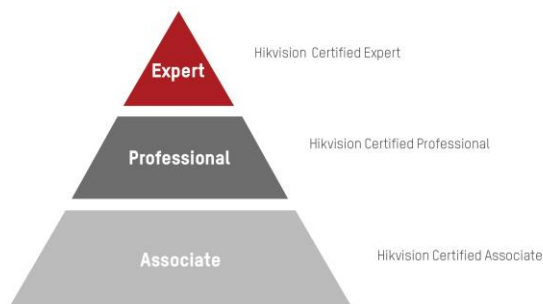 Expert
Hikvision Certified Expert
Professional
Hikvision Certified Professional
Associate
Hikvision Certified Associate